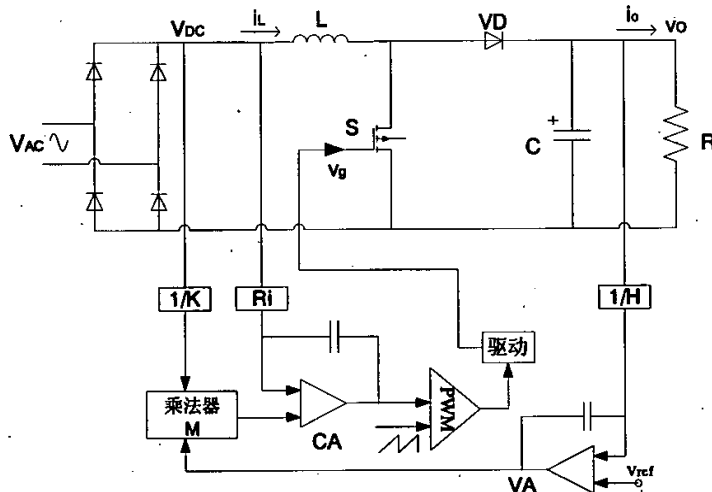 VDC
iL
L
VD
io
vo
VAC
S
vg
+
C
R
1/K
Ri
1/H
驱动
乘法器
M
CA
PWM
VA
vref